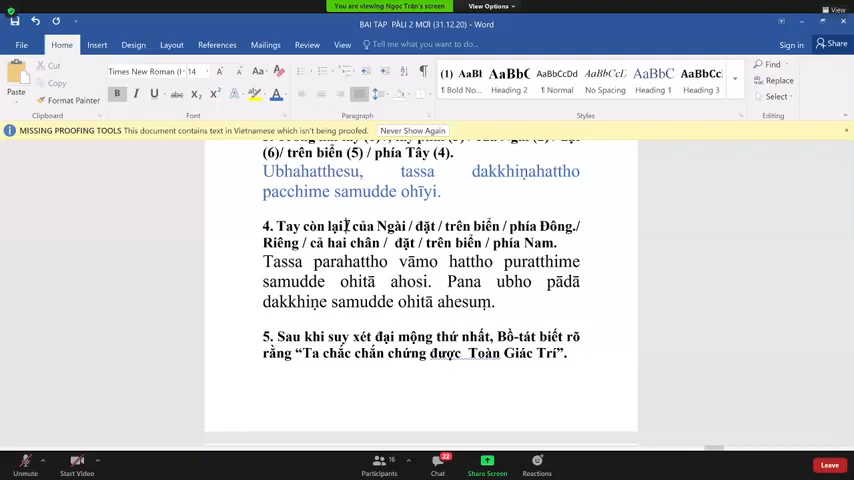 You are viewing Ngọc Trân's screen
View Options
View
BAI TAP PÀLI 2 MƠI (31.12.20) - Word
File Home Insert Design Layout References Mailings Review View Tell me what you want to do...
Sign in Share
Paste
Cut
Copy
Format Painter
Times New Roman (I 14
B I U abc X₂ X²
(1) AaBl AaBbC AaBbCcDd AaBbCcL AaBbC AaBbCc
¶ Bold No... Heading 2 ¶ Normal No Spacing Heading 1 Heading 3
Find
Replace
Select
Clipboard Font Paragraph Styles Editing
MISSING PROOFING TOOLS This document contains text in Vietnamese which isn't being proofed. Never Show Again
(6)/ trên biển (5) / phía Tây (4).
Ubhahatthesu, tassa dakkhiṇahattho
pacchime samudde ohīyi.
4. Tay còn lại / của Ngài / đặt / trên biển / phía Đông./
Riêng / cả hai chân / đặt / trên biển / phía Nam.
Tassa parahattho vāmo hattho puratthime
samudde ohitā ahosi. Pana ubho pādā
dakkhiṇe samudde ohitā ahesuṃ.
5. Sau khi suy xét đại mộng thứ nhất, Bồ-tát biết rõ
rằng “Ta chắc chắn chứng được Toàn Giác Trí”.
Unmute
Start Video
16
Participants
22
Chat
Share Screen
Reactions
Leave